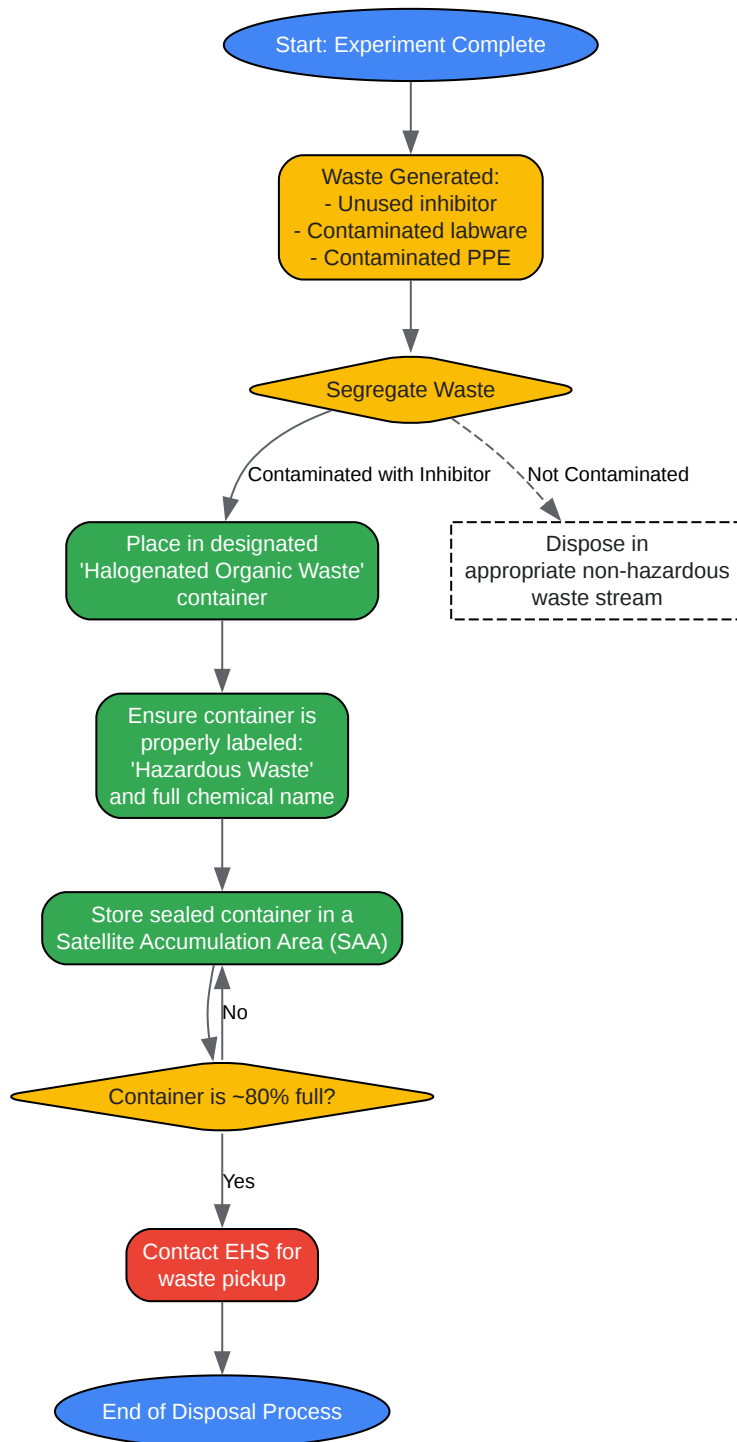 Start: Experiment Complete
Waste Generated:
- Unused inhibitor
- Contaminated labware
- Contaminated PPE
Segregate Waste
Contaminated with Inhibitor
Not Contaminated
Place in designated
'Halogenated Organic Waste'
container
Dispose in
appropriate non-hazardous
waste stream
Ensure container is
properly labeled:
'Hazardous Waste'
and full chemical name
Store sealed container in a
Satellite Accumulation Area (SAA)
No
Container is ~80% full?
Yes
Contact EHS for
waste pickup
End of Disposal Process